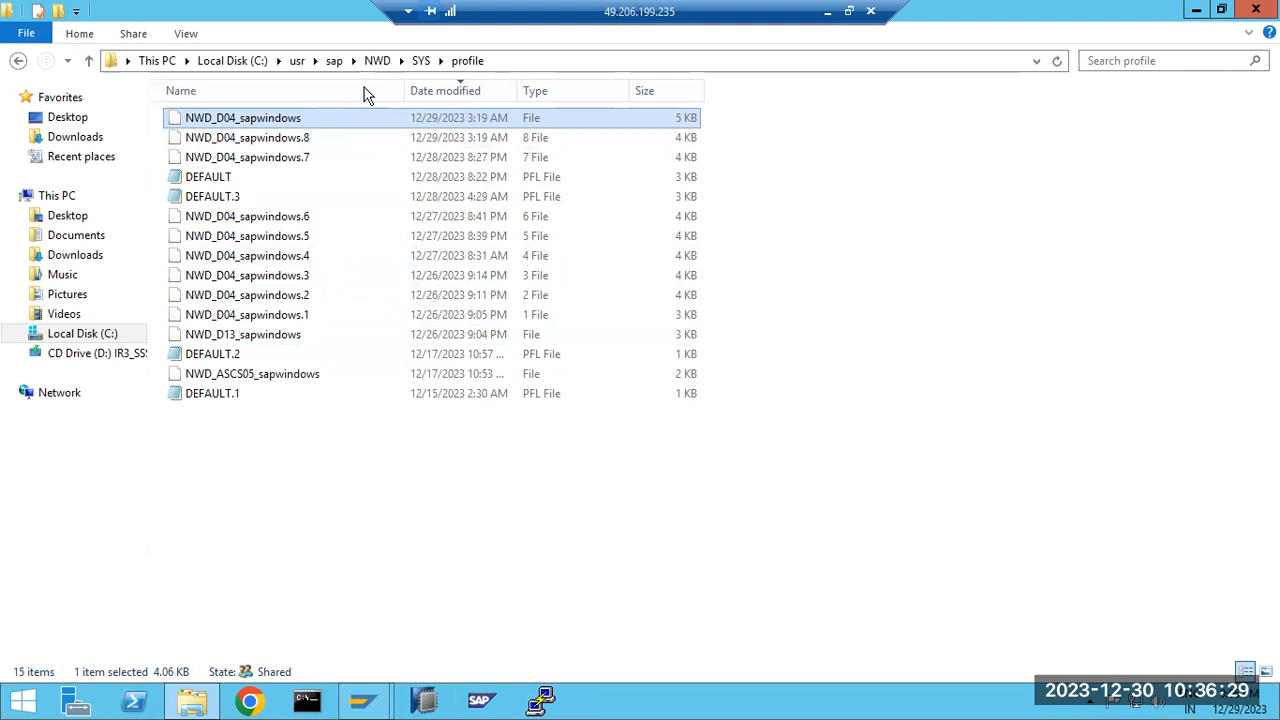 49.206.199.235
File Home Share View
This PC Local Disk (C:) usr sap NWD SYS profile
Search profile
Name Date modified Type Size
Favorites
Desktop
Downloads
Recent places
This PC
Desktop
Documents
Downloads
Music
Pictures
Videos
Local Disk (C:)
CD Drive (D:) IR3_SS
Network
NWD_D04_sapwindows 12/29/2023 3:19 AM File 5 KB
NWD_D04_sapwindows.8 12/29/2023 3:19 AM 8 File 4 KB
NWD_D04_sapwindows.7 12/28/2023 8:27 PM 7 File 4 KB
DEFAULT 12/28/2023 8:22 PM PFL File 3 KB
DEFAULT.3 12/28/2023 4:29 AM PFL File 3 KB
NWD_D04_sapwindows.6 12/27/2023 8:41 PM 6 File 4 KB
NWD_D04_sapwindows.5 12/27/2023 8:39 PM 5 File 4 KB
NWD_D04_sapwindows.4 12/27/2023 8:31 AM 4 File 4 KB
NWD_D04_sapwindows.3 12/26/2023 9:14 PM 3 File 4 KB
NWD_D04_sapwindows.2 12/26/2023 9:11 PM 2 File 4 KB
NWD_D04_sapwindows.1 12/26/2023 9:05 PM 1 File 3 KB
NWD_D13_sapwindows 12/26/2023 9:04 PM File 3 KB
DEFAULT.2 12/17/2023 10:57 ... PFL File 1 KB
NWD_ASCS05_sapwindows 12/17/2023 10:53 ... File 2 KB
DEFAULT.1 12/15/2023 2:30 AM PFL File 1 KB
15 items 1 item selected 4.06 KB State: Shared
SAP
2023-12-30 10:36:29
IN 12/29/2023